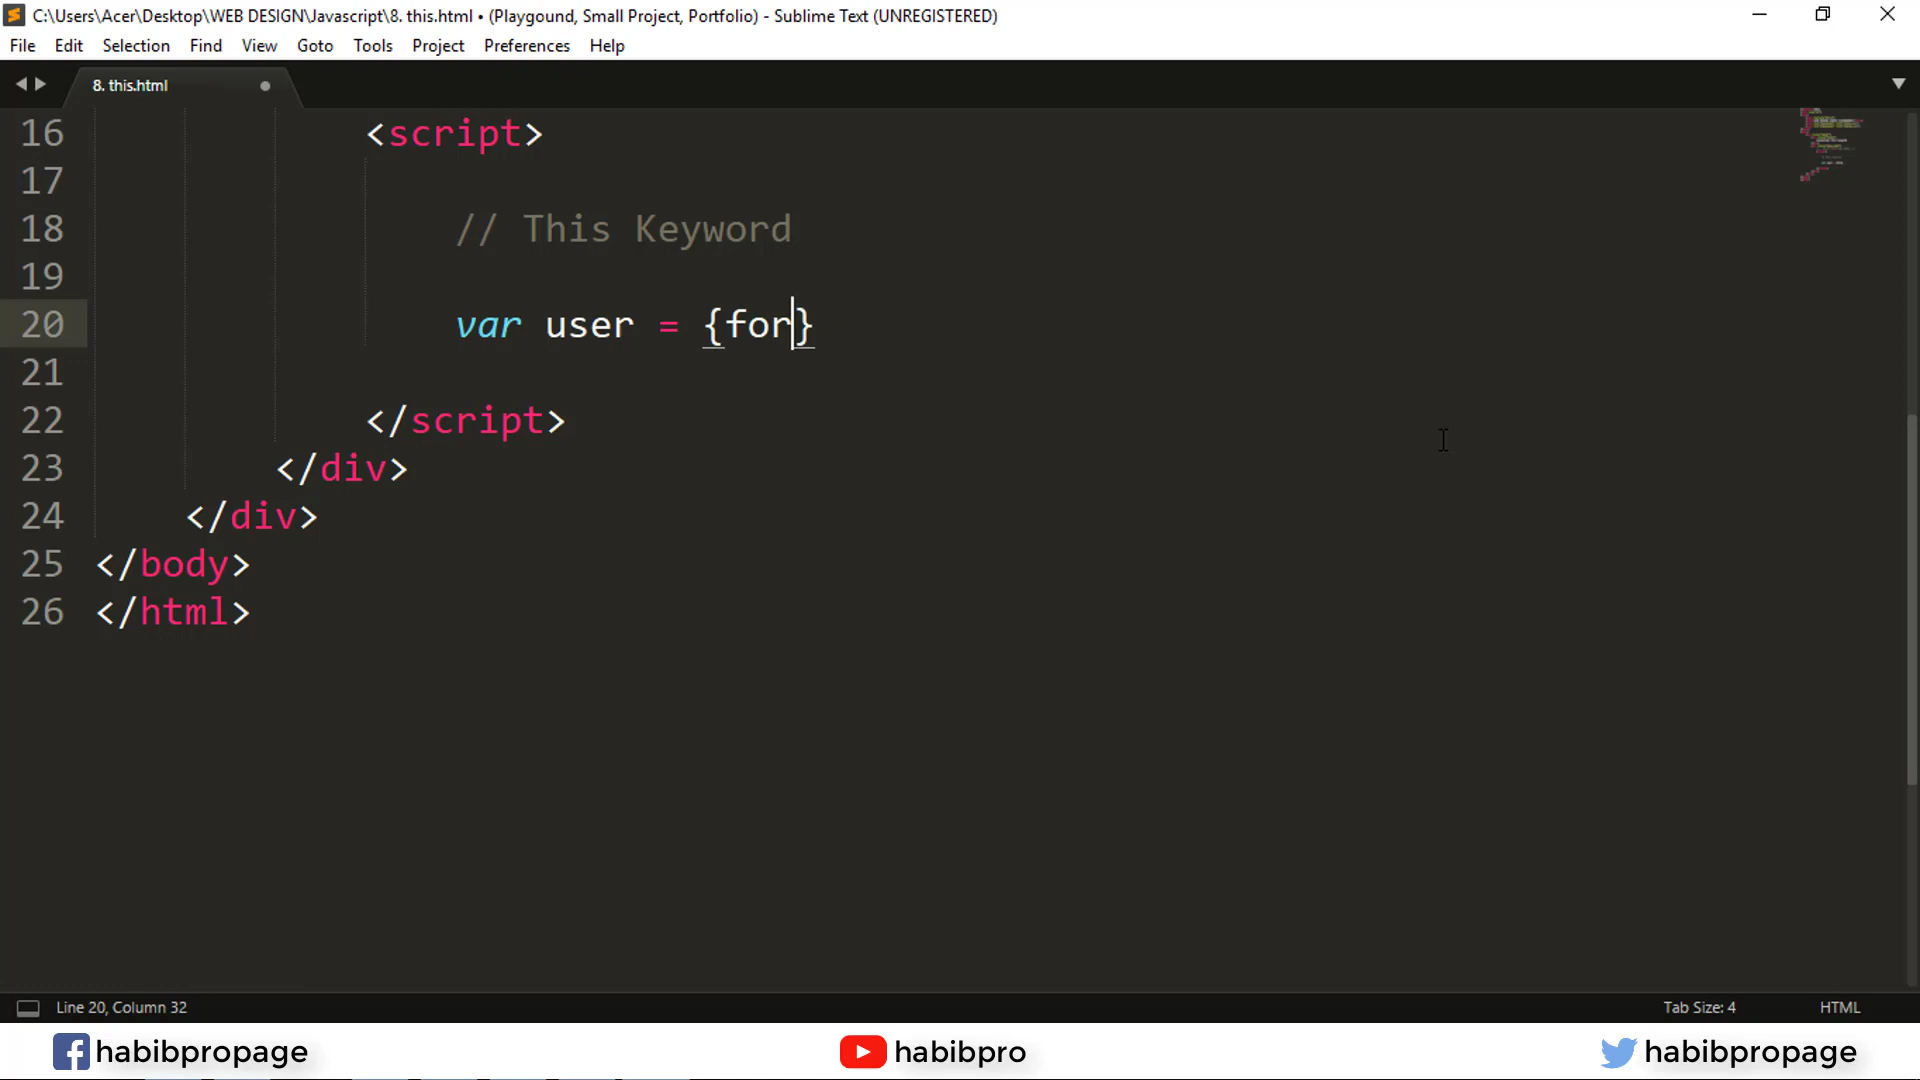 C:\Users\Acer\Desktop\WEB DESIGN\Javascript\8. this.html • (Playgound, Small Project, Portfolio) - Sublime Text (UNREGISTERED)
File Edit Selection Find View Goto Tools Project Preferences Help
8. this.html
16 <script>
17
18 // This Keyword
19
20 var user = {for}
21
22 </script>
23 </div>
24 </div>
25 </body>
26 </html>
Line 20, Column 32 Tab Size: 4 HTML
habibpropage habibpro habibpropage